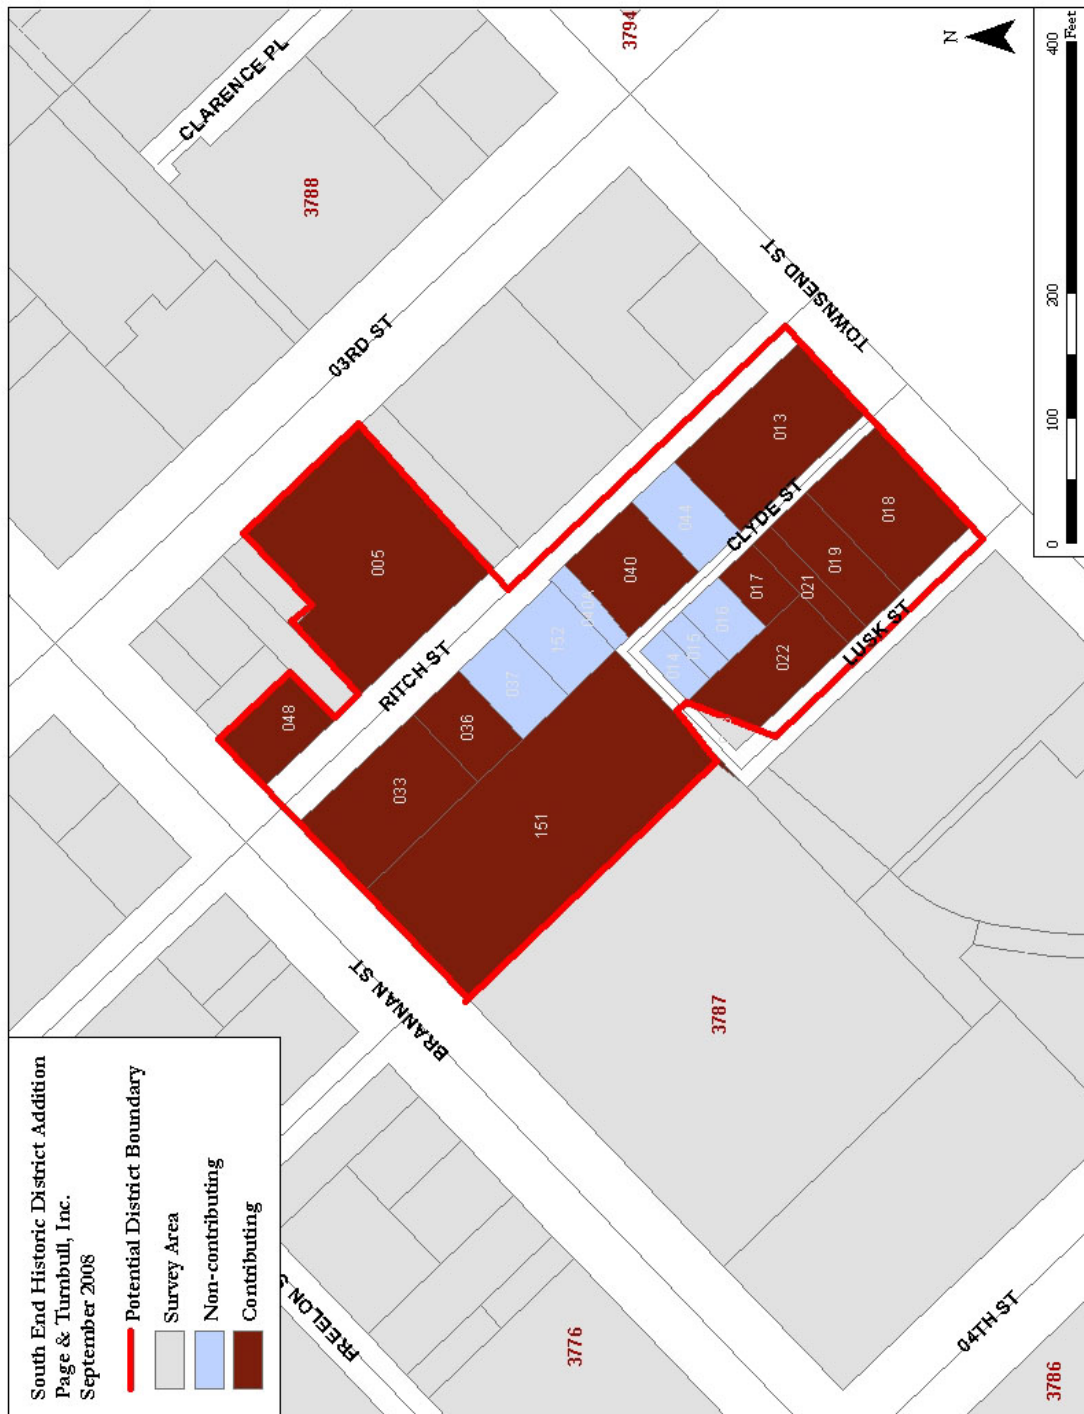 South End Historic District Addition
Page & Turnbull, Inc.
September 2008
Potential District Boundary
Survey Area
Non-contributing
Contributing
FREELON S
3776
3786
04TH ST
BRANNAN ST
3787
151
033
036
037
152
040A
040
044
013
048
005
RITCH ST
014
015
016
017
021
019
018
022
CLYDE ST
LUSK ST
TOWNSEND ST
03RD ST
3788
CLARENCE PL
3794
N
0
100
200
400
Feet